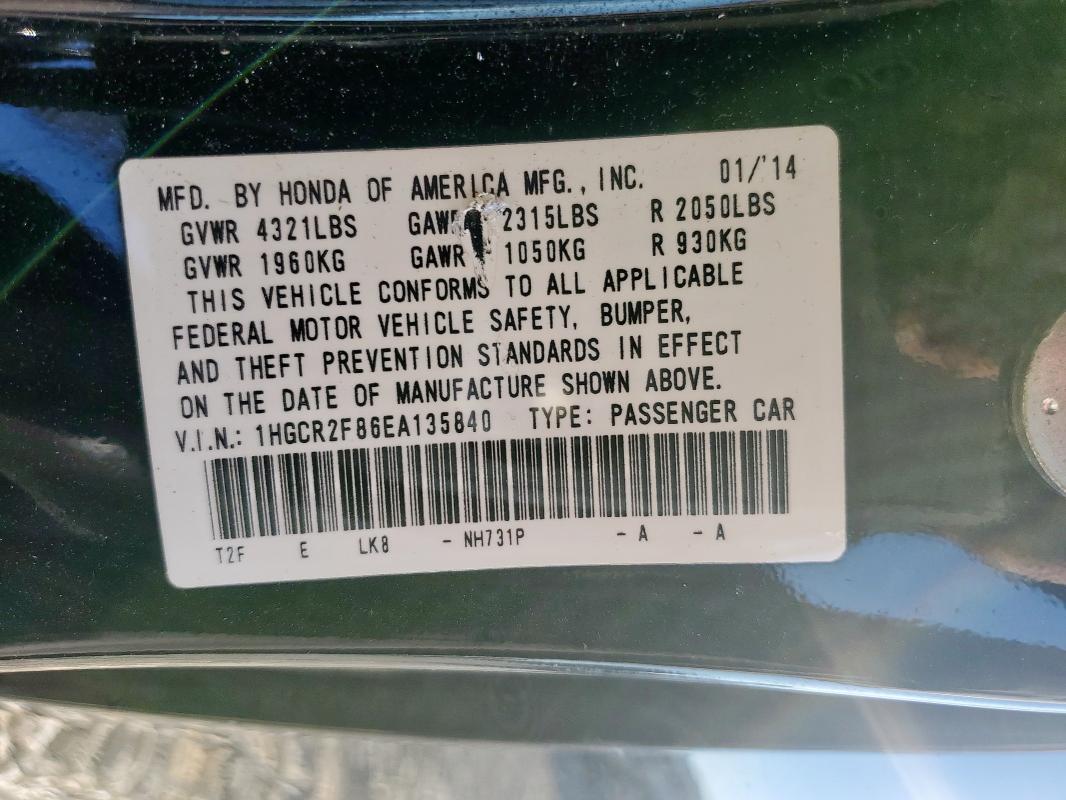 MFD. BY HONDA OF AMERICA MFG., INC. 01/'14
GVWR 4321LBS GAWR 2315LBS R 2050LBS
GVWR 1960KG GAWR 1050KG R 930KG
THIS VEHICLE CONFORMS TO ALL APPLICABLE
FEDERAL MOTOR VEHICLE SAFETY, BUMPER,
AND THEFT PREVENTION STANDARDS IN EFFECT
ON THE DATE OF MANUFACTURE SHOWN ABOVE.
V.I.N.: 1HGCR2F86EA135840 TYPE: PASSENGER CAR
T2F E LK8 - NH731P - A - A